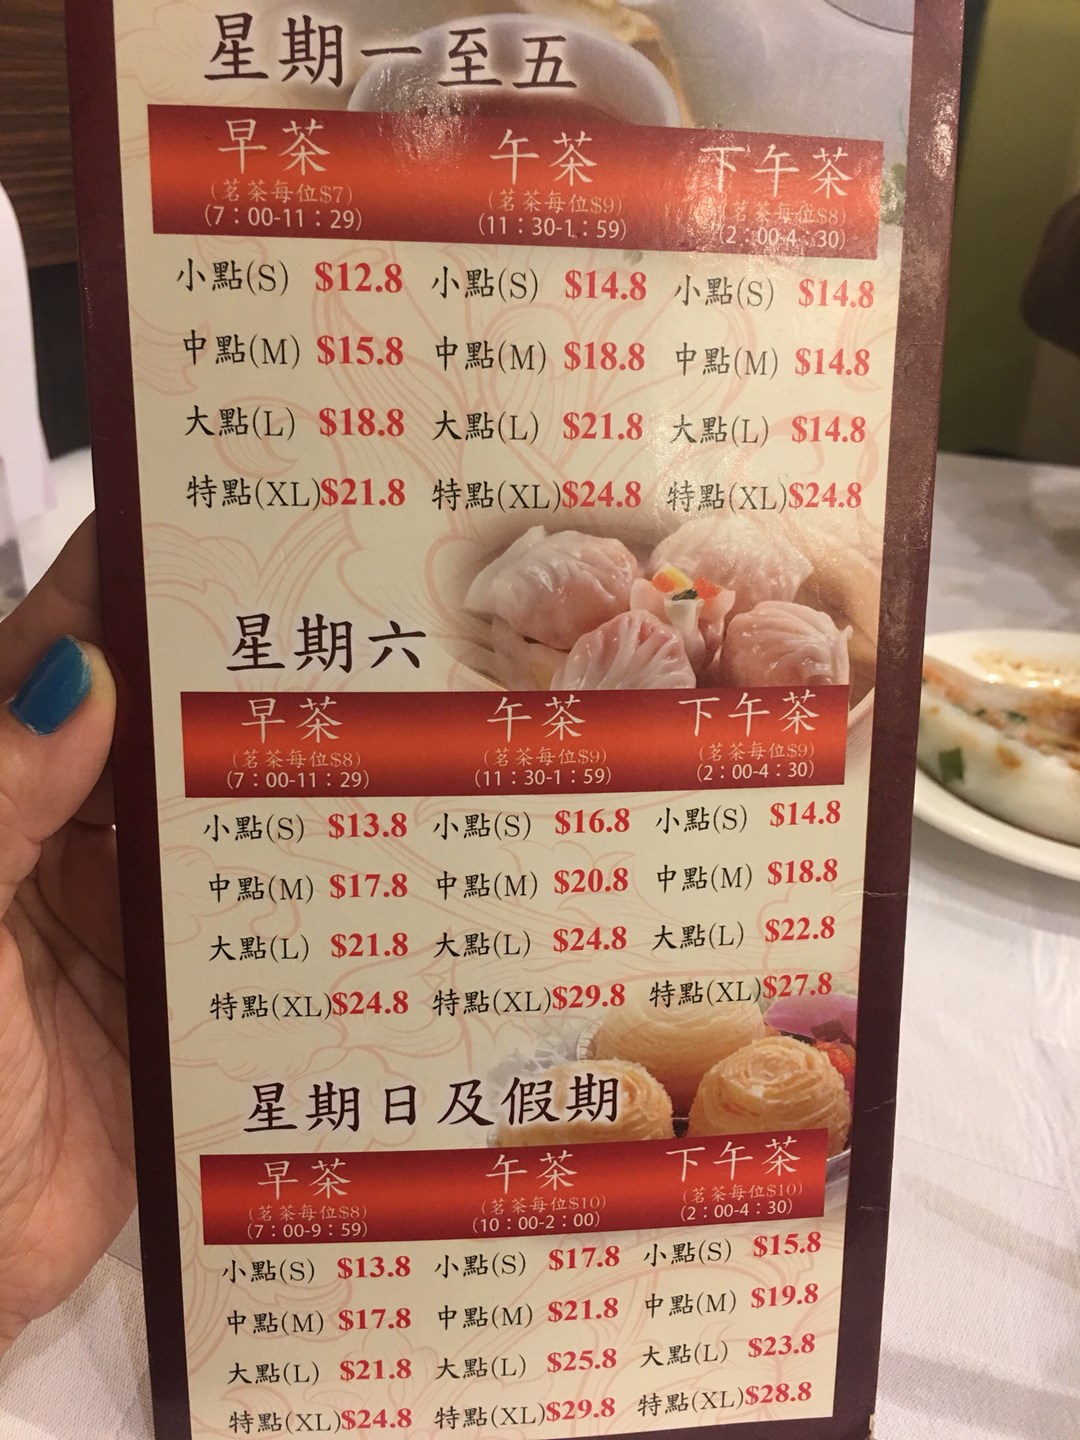 星期一至五
早茶 午茶 下午茶
(茗茶每位$7) (茗茶每位$9) (茗茶每位$8)
(7：00-11：29) (11：30-1：59) (2：00-4：30)
小點(S) $12.8 小點(S) $14.8 小點(S) $14.8
中點(M) $15.8 中點(M) $18.8 中點(M) $14.8
大點(L) $18.8 大點(L) $21.8 大點(L) $14.8
特點(XL)$21.8 特點(XL)$24.8 特點(XL)$24.8
星期六
早茶 午茶 下午茶
(茗茶每位$8) (茗茶每位$9) (茗茶每位$9)
(7：00-11：29) (11：30-1：59) (2：00-4：30)
小點(S) $13.8 小點(S) $16.8 小點(S) $14.8
中點(M) $17.8 中點(M) $20.8 中點(M) $18.8
大點(L) $21.8 大點(L) $24.8 大點(L) $22.8
特點(XL)$24.8 特點(XL)$29.8 特點(XL)$27.8
星期日及假期
早茶 午茶 下午茶
(茗茶每位$8) (茗茶每位$10) (茗茶每位$10)
(7：00-9：59) (10：00-2：00) (2：00-4：30)
小點(S) $13.8 小點(S) $17.8 小點(S) $15.8
中點(M) $17.8 中點(M) $21.8 中點(M) $19.8
大點(L) $21.8 大點(L) $25.8 大點(L) $23.8
特點(XL)$24.8 特點(XL)$29.8 特點(XL)$28.8